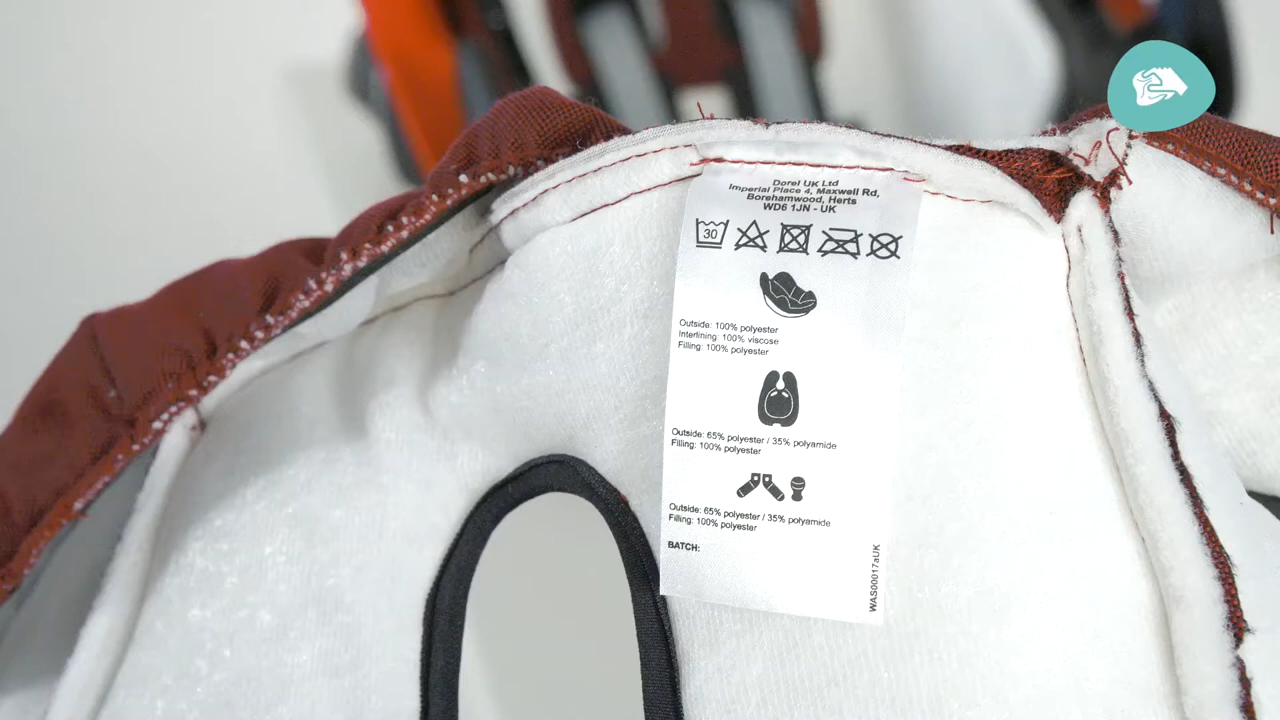 Dorel UK Ltd
Imperial Place 4, Maxwell Rd,
Borehamwood, Herts
WD6 1JN - UK
30
Outside: 100% polyester
Interlining: 100% viscose
Filling: 100% polyester
Outside: 65% polyester / 35% polyamide
Filling: 100% polyester
Outside: 65% polyester / 35% polyamide
Filling: 100% polyester
BATCH:
WAS00017aUK